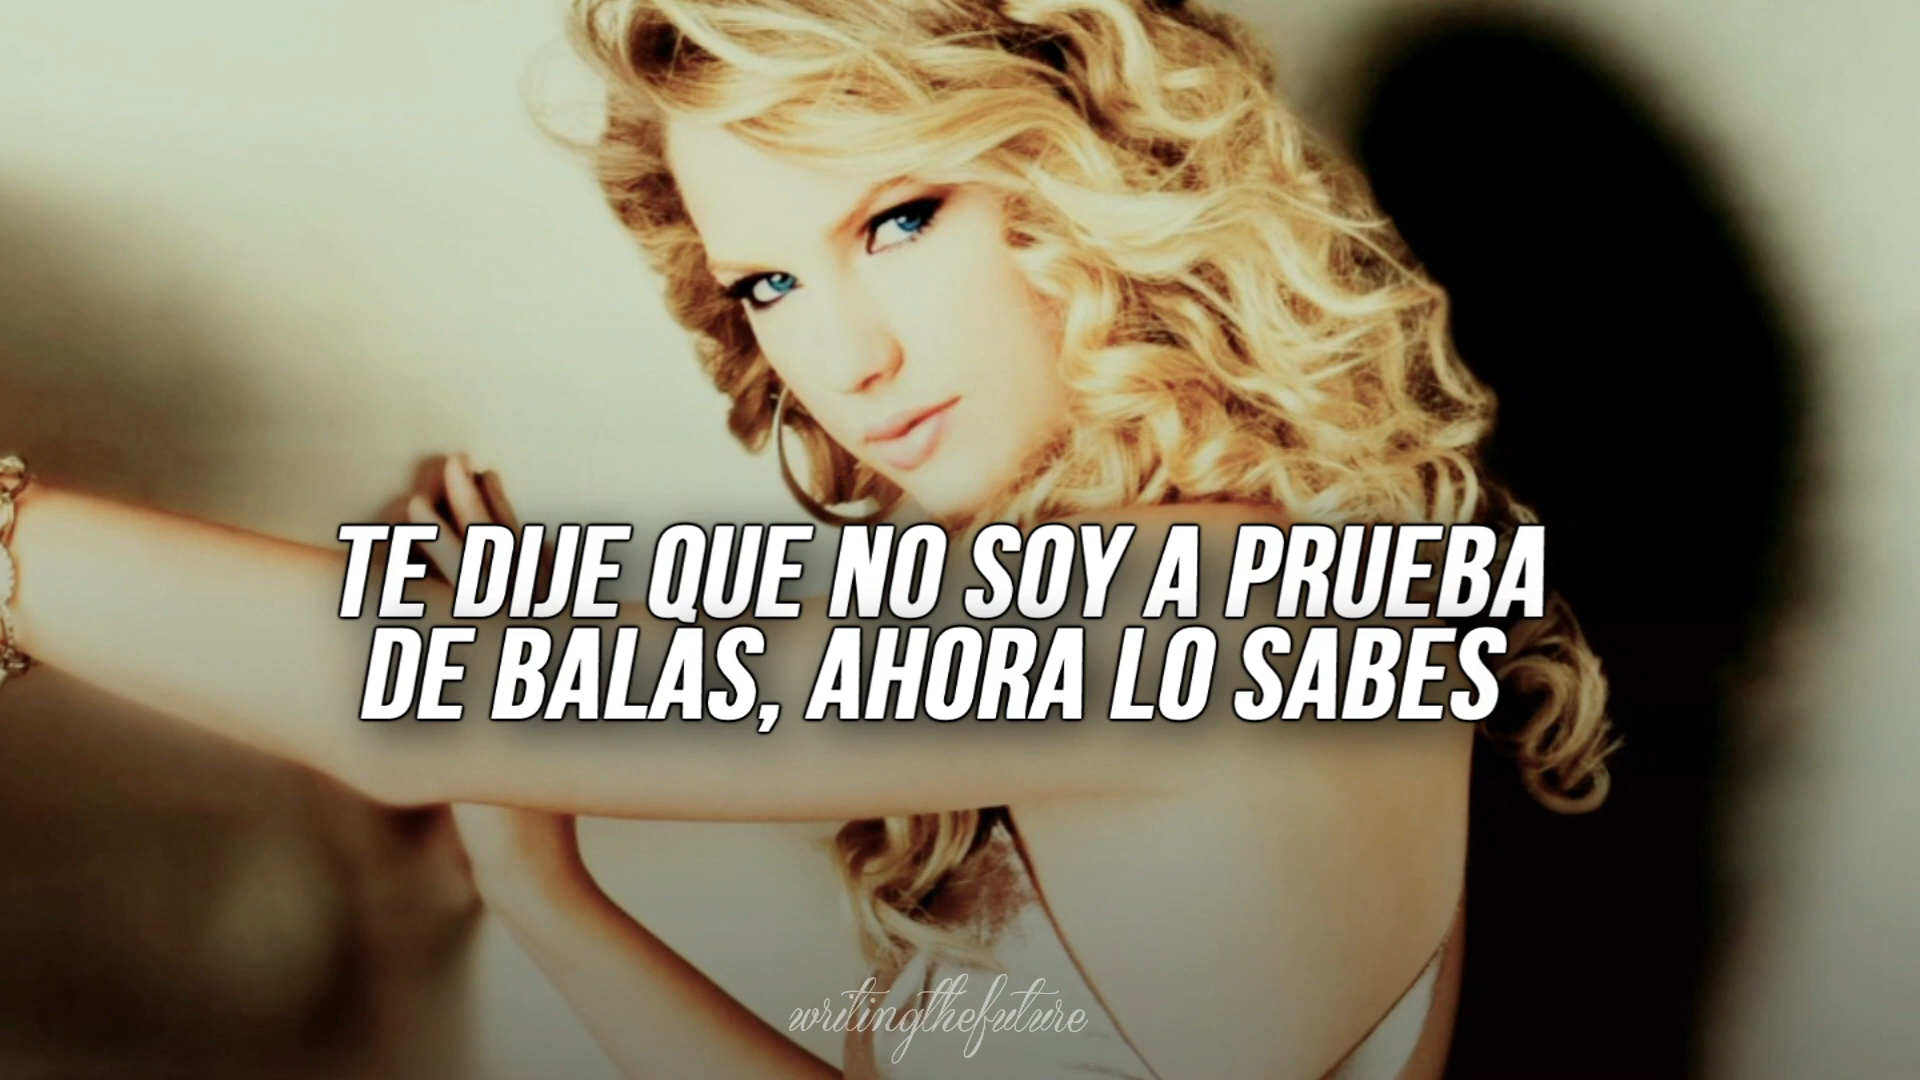 TE DIJE QUE NO SOY A PRUEBA
DE BALAS, AHORA LO SABES
writingthefuture